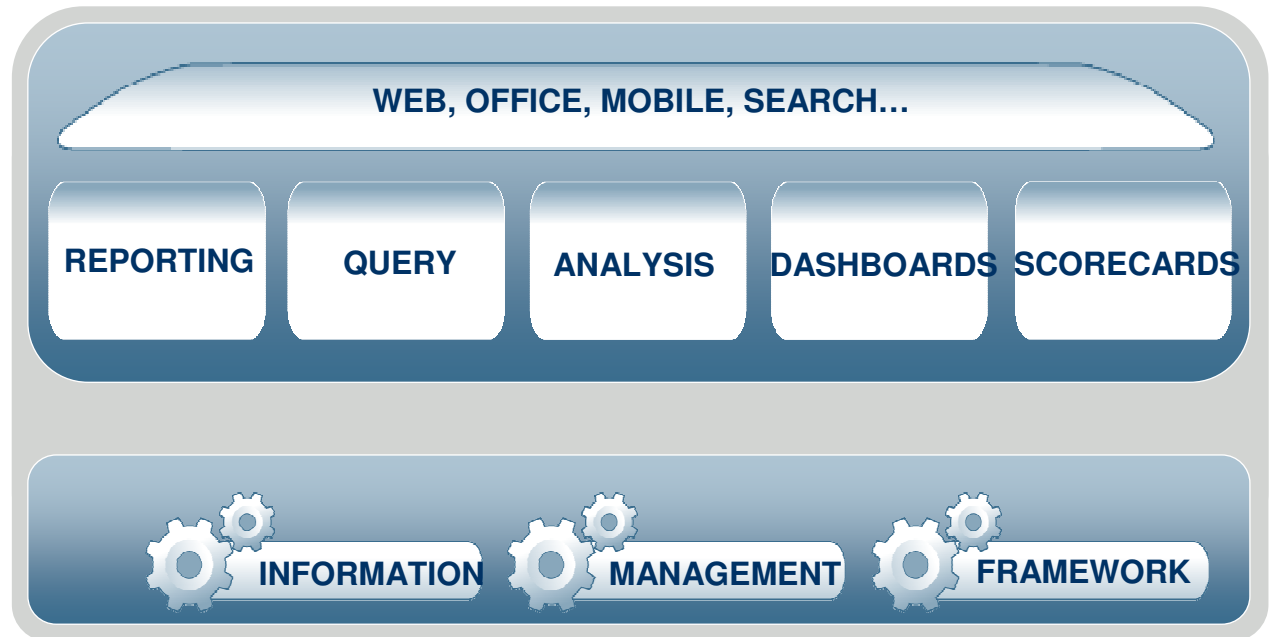 WEB, OFFICE, MOBILE, SEARCH…
REPORTING
QUERY
ANALYSIS
DASHBOARDS
SCORECARDS
INFORMATION
MANAGEMENT
FRAMEWORK